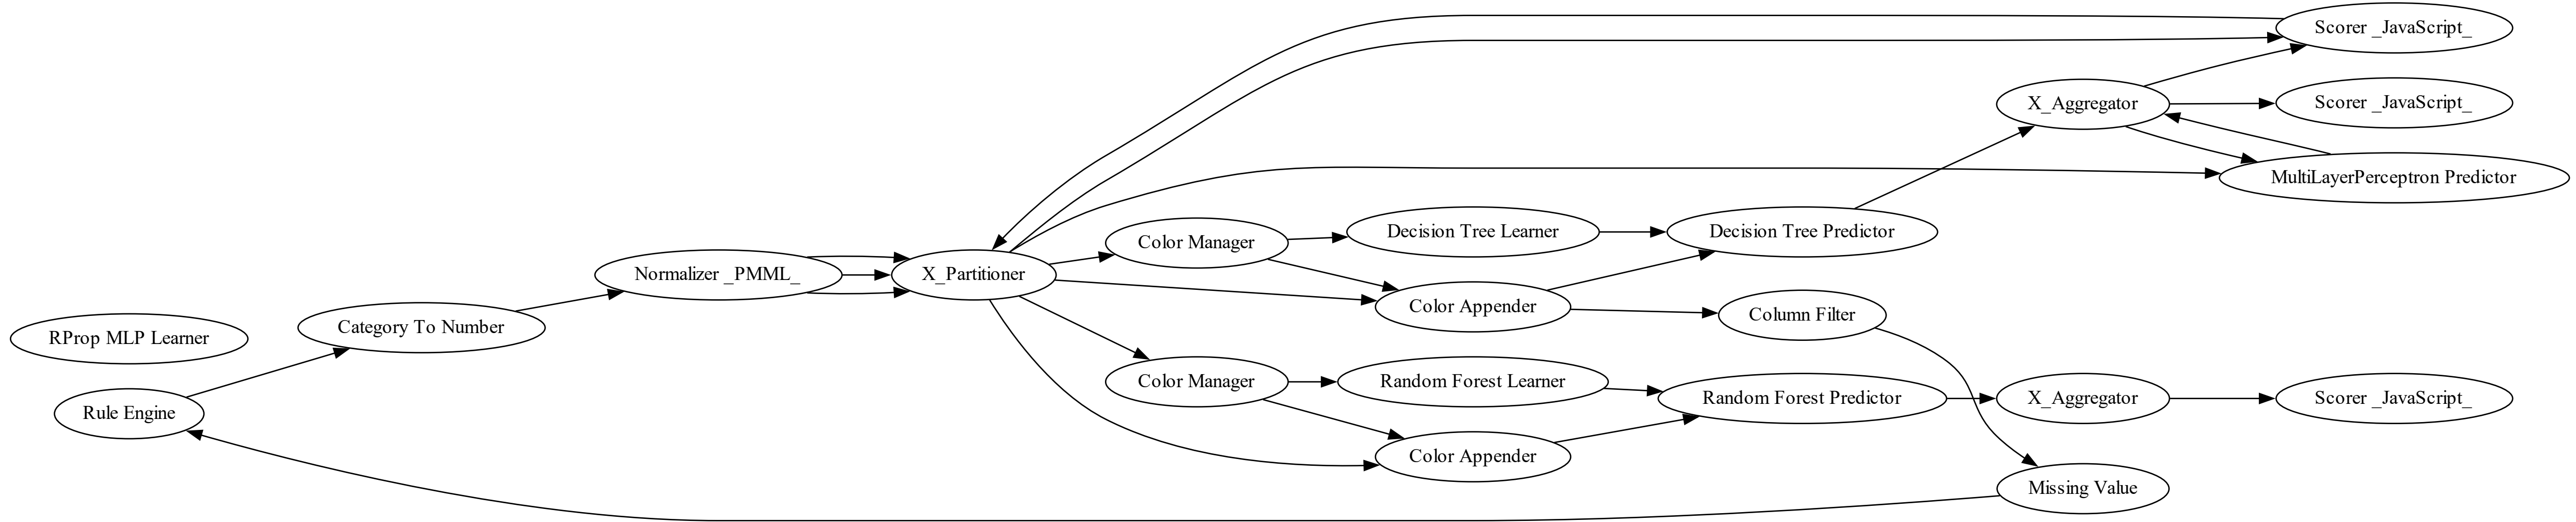 Scorer _JavaScript_
X_Aggregator
Scorer _JavaScript_
MultiLayerPerceptron Predictor
Color Manager
Decision Tree Learner
Decision Tree Predictor
Normalizer _PMML_
X_Partitioner
Color Appender
Column Filter
RProp MLP Learner
Category To Number
Color Manager
Random Forest Learner
Random Forest Predictor
X_Aggregator
Scorer _JavaScript_
Rule Engine
Color Appender
Missing Value